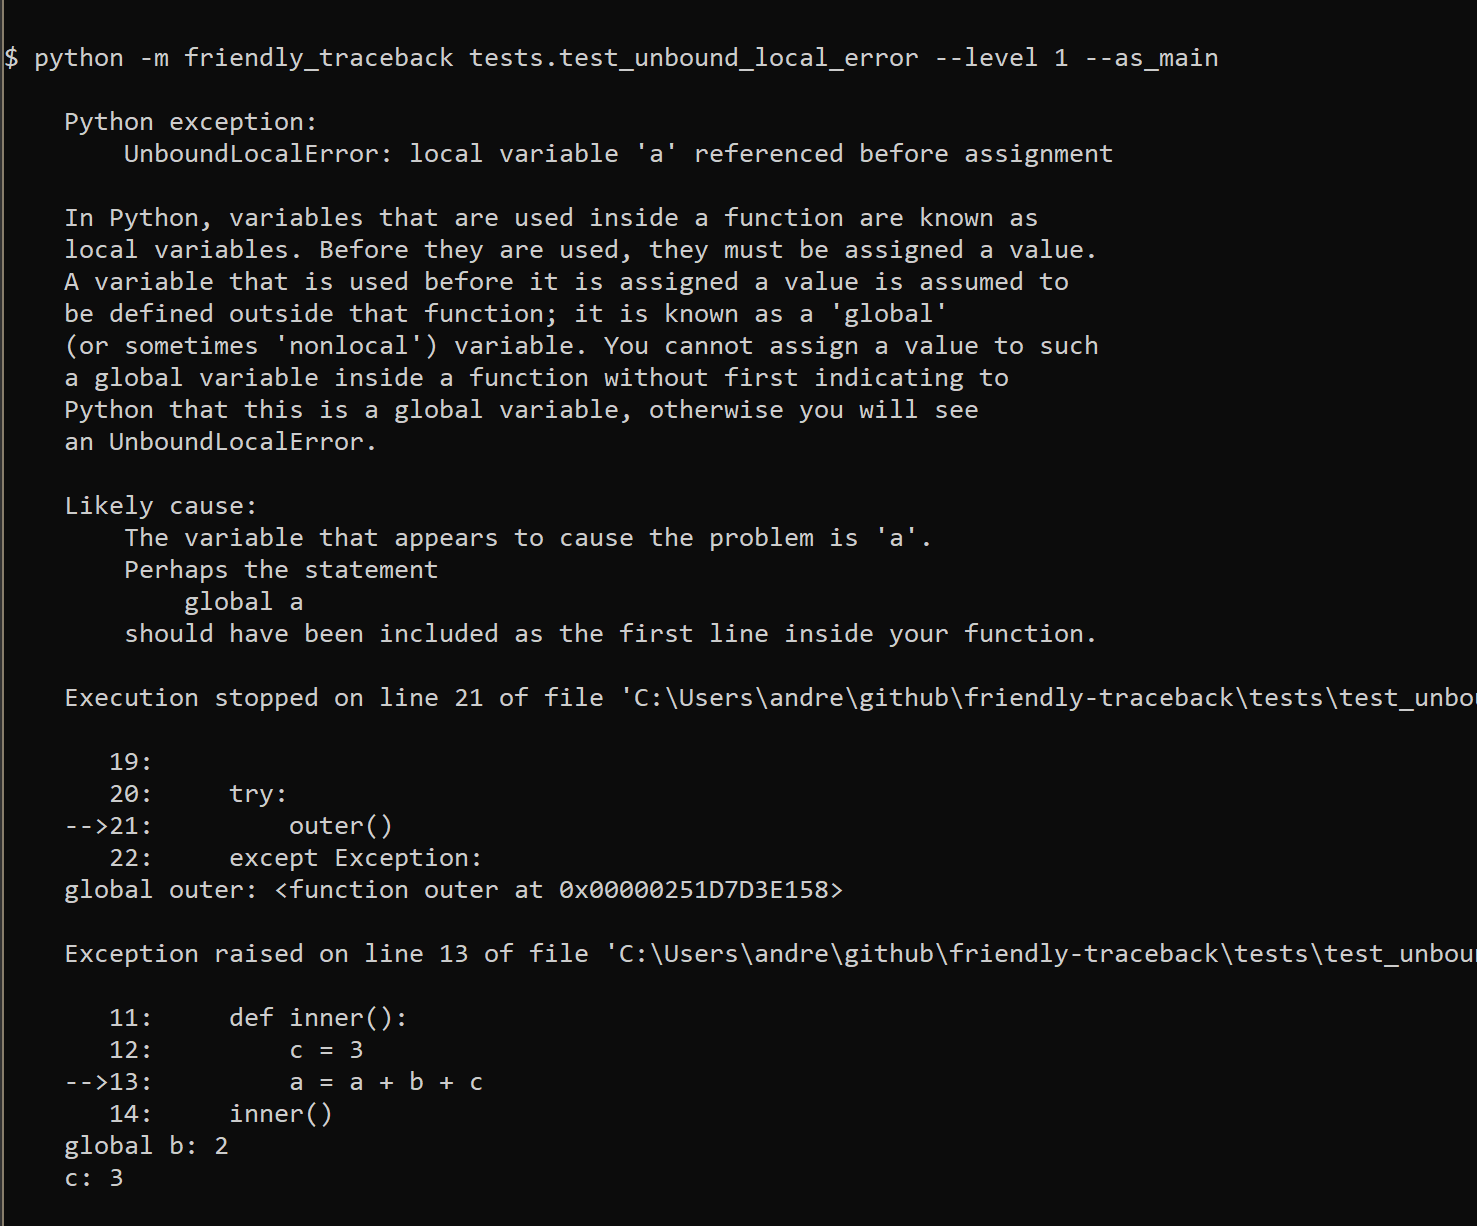 $ python -m friendly_traceback tests.test_unbound_local_error --level 1 --as_main
Python exception:
UnboundLocalError: local variable 'a' referenced before assignment
In Python, variables that are used inside a function are known as
local variables. Before they are used, they must be assigned a value.
A variable that is used before it is assigned a value is assumed to
be defined outside that function; it is known as a 'global'
(or sometimes 'nonlocal') variable. You cannot assign a value to such
a global variable inside a function without first indicating to
Python that this is a global variable, otherwise you will see
an UnboundLocalError.
Likely cause:
The variable that appears to cause the problem is 'a'.
Perhaps the statement
global a
should have been included as the first line inside your function.
Execution stopped on line 21 of file 'C:\Users\andre\github\friendly-traceback\tests\test_unbou
19:
20:     try:
-->21:         outer()
22:     except Exception:
global outer: <function outer at 0x00000251D7D3E158>
Exception raised on line 13 of file 'C:\Users\andre\github\friendly-traceback\tests\test_unboun
11:     def inner():
12:         c = 3
-->13:         a = a + b + c
14:     inner()
global b: 2
c: 3